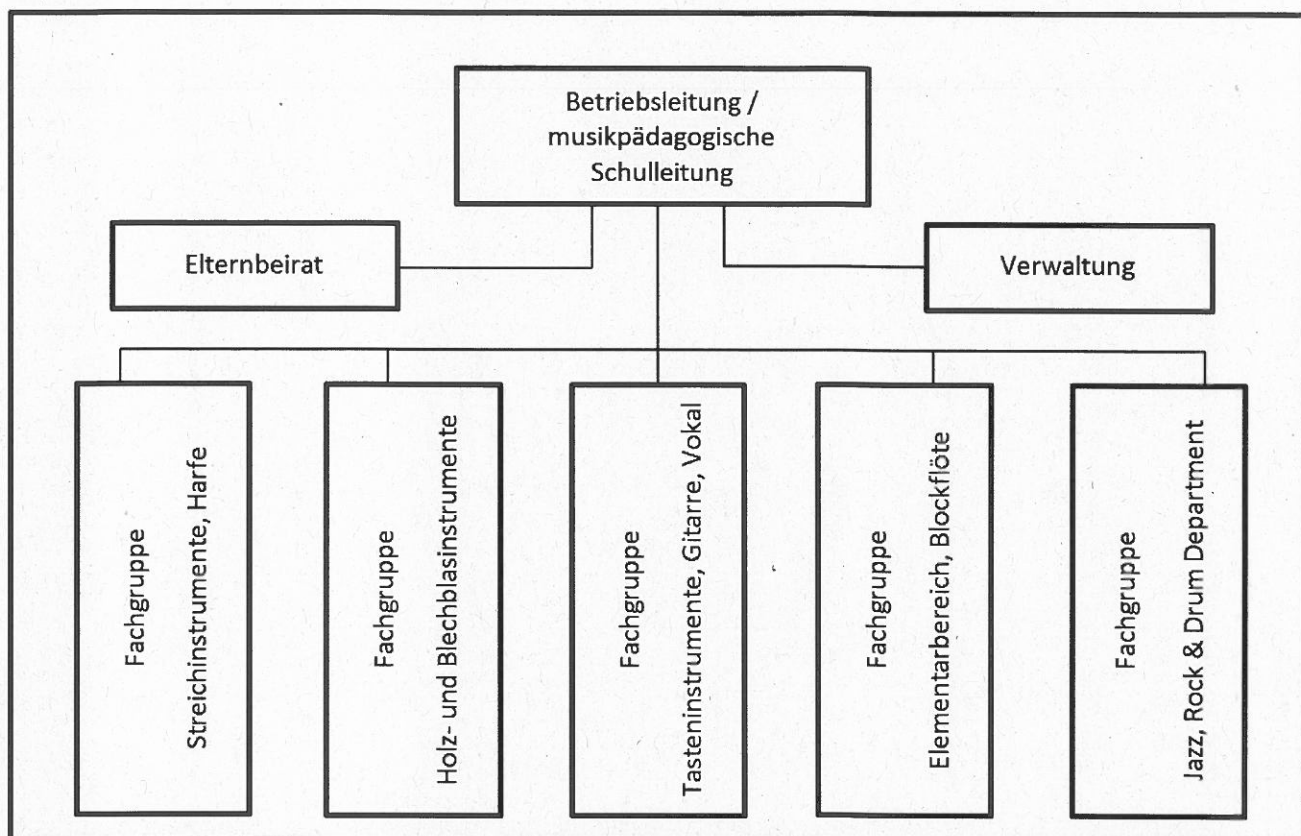 Betriebsleitung /
musikpädagogische
Schulleitung
Elternbeirat
Verwaltung
Fachgruppe
Streichinstrumente, Harfe
Fachgruppe
Holz- und Blechblasinstrumente
Fachgruppe
Tasteninstrumente, Gitarre, Vokal
Fachgruppe
Elementarbereich, Blockflöte
Fachgruppe
Jazz, Rock & Drum Department